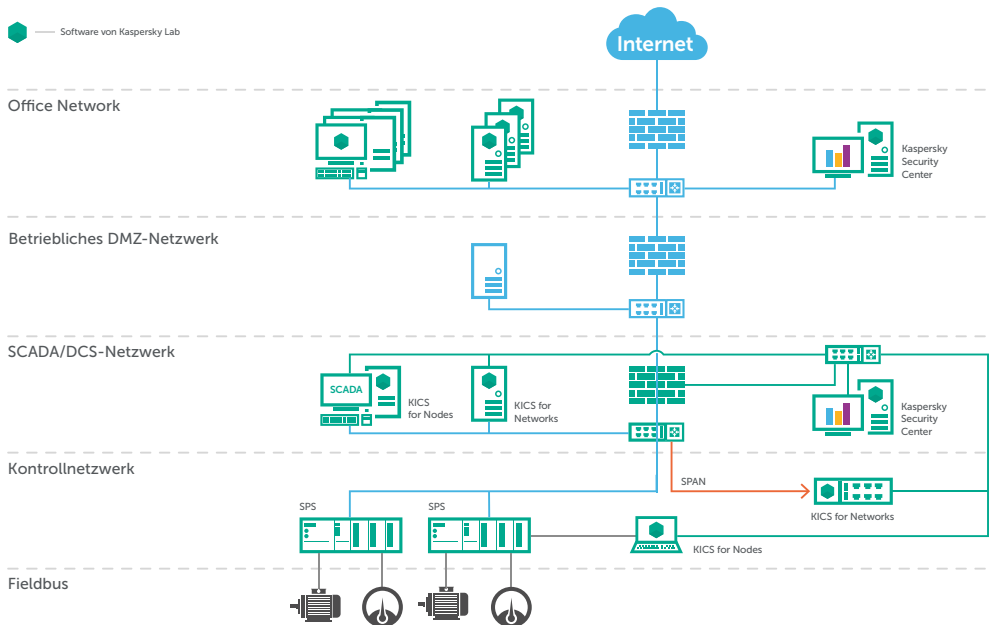 Software von Kaspersky Lab
Internet
Office Network
Kaspersky
Security
Center
Betriebliches DMZ-Netzwerk
SCADA/DCS-Netzwerk
SCADA
KICS
for Nodes
KICS for
Networks
Kaspersky
Security
Center
Kontrollnetzwerk
SPAN
SPS
SPS
KICS for Networks
KICS for Nodes
Fieldbus